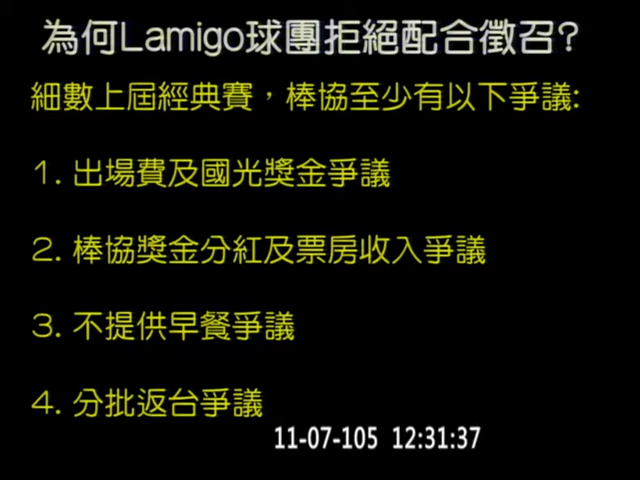 為何Lamigo球團拒絕配合徵召?
細數上屆經典賽，棒協至少有以下爭議:
1. 出場費及國光獎金爭議
2. 棒協獎金分紅及票房收入爭議
3. 不提供早餐爭議
4. 分批返台爭議
11-07-105 12:31:37